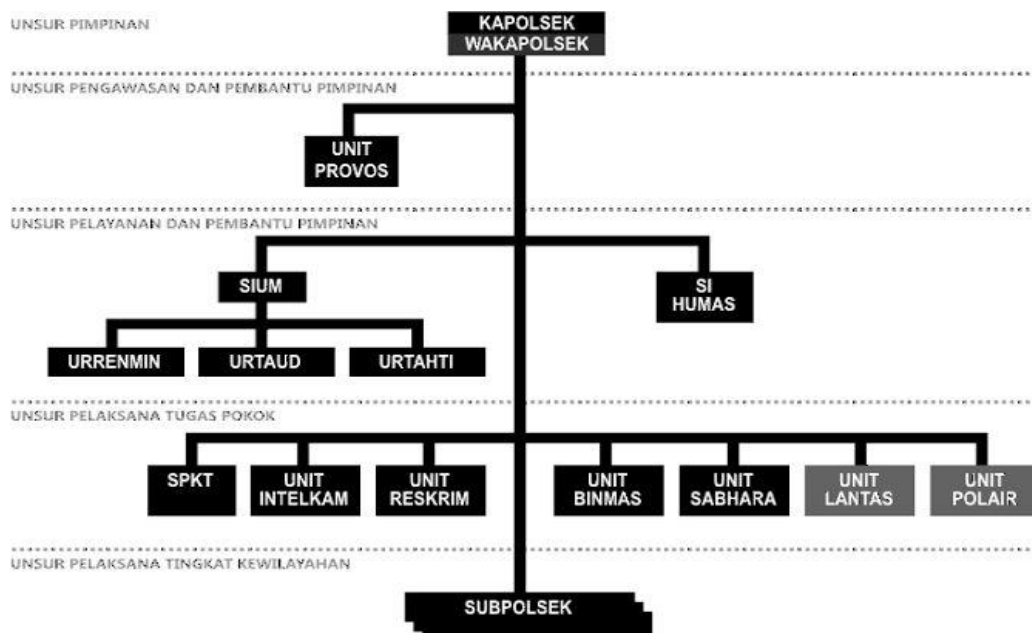 UNSUR PIMPINAN
KAPOLSEK
WAKAPOLSEK
UNSUR PENGAWASAN DAN PEMBANTU PIMPINAN
UNIT
PROVOS
UNSUR PELAYANAN DAN PEMBANTU PIMPINAN
SIUM
SI
HUMAS
URRENMIN
URTAUD
URTAHTI
UNSUR PELAKSANA TUGAS POKOK
SPKT
UNIT
INTELKAM
UNIT
RESKRIM
UNIT
BINMAS
UNIT
SABHARA
UNIT
LANTAS
UNIT
POLAIR
UNSUR PELAKSANA TINGKAT KEWILAYAHAN
SUBPOLSEK